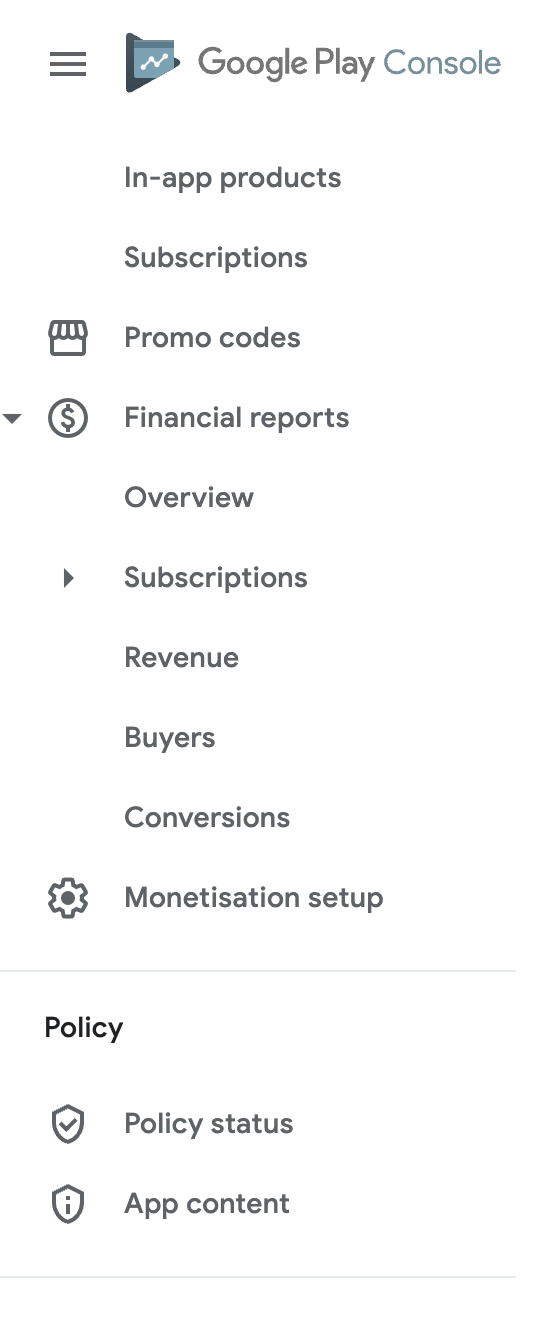 Google Play Console
In-app products
Subscriptions
Promo codes
Financial reports
Overview
Subscriptions
Revenue
Buyers
Conversions
Monetisation setup
Policy
Policy status
App content